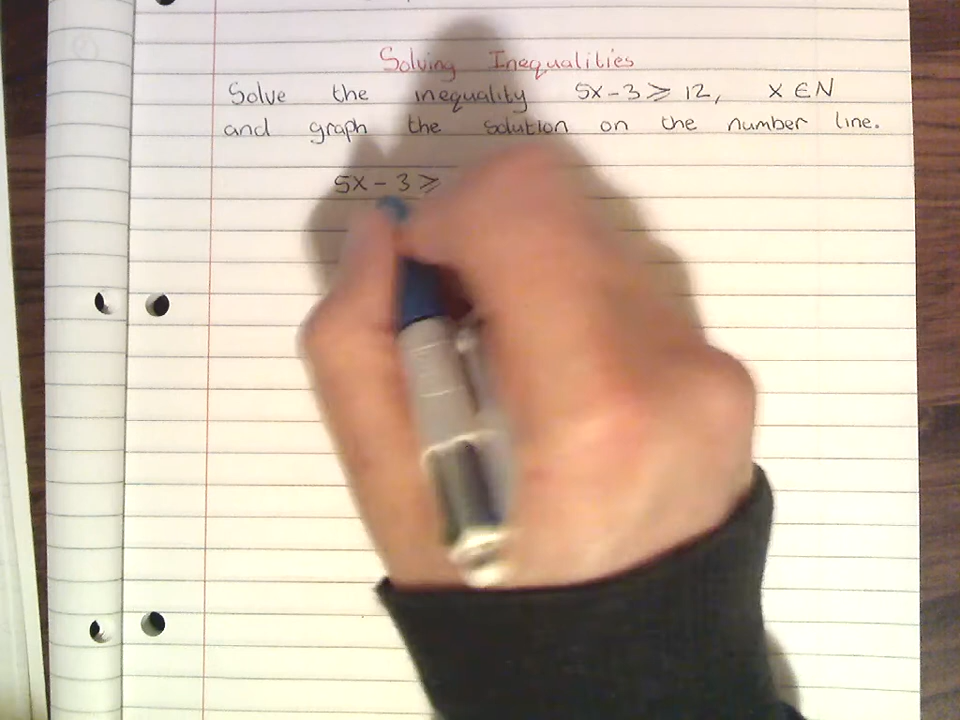 Solving Inequalities
Solve the inequality 5x-3≥12, x∈N
and graph the solution on the number line.
5x-3≥